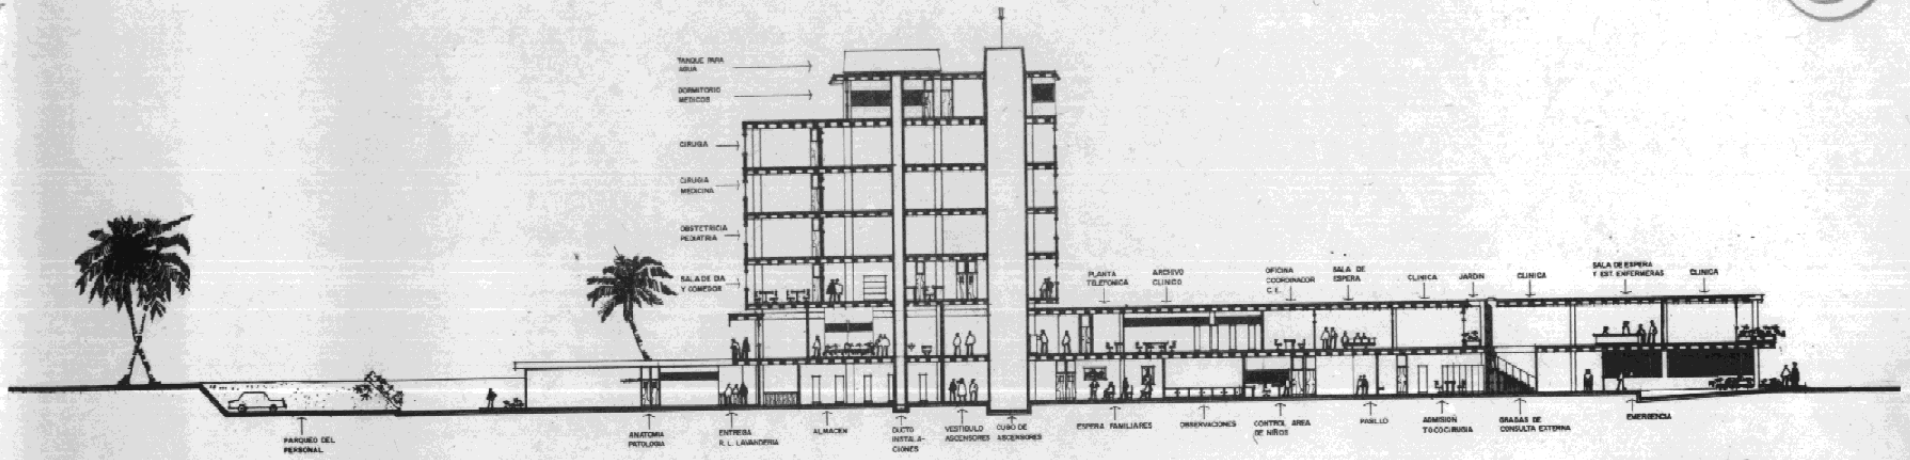 TANQUE PARA
AGUA
DORMITORIO
MEDICOS
CIRUGIA
CIRUGIA
MEDICINA
OBSTETRICIA
PEDIATRIA
SALA DE DIA
Y COMEDOR
PLANTA
TELEFONICA
ARCHIVO
CLINICO
OFICINA
COORDINADOR
C.E.
SALA DE
ESPERA
CLINICA
JARDIN
CLINICA
SALA DE ESPERA
Y EST. ENFERMERAS
CLINICA
PARQUEO DEL
PERSONAL
ANATOMIA
PATOLOGIA
ENTREGA
R. L. LAVANDERIA
ALMACEN
DUCTO
INSTALA-
CIONES
VESTIBULO
ASCENSORES
CUBO DE
ASCENSORES
ESPERA FAMILIARES
OBSERVACIONES
CONTROL AREA
DE NIÑOS
PASILLO
ADMISION
TOCOCIRUGIA
GRADAS DE
CONSULTA EXTERNA
EMERGENCIA